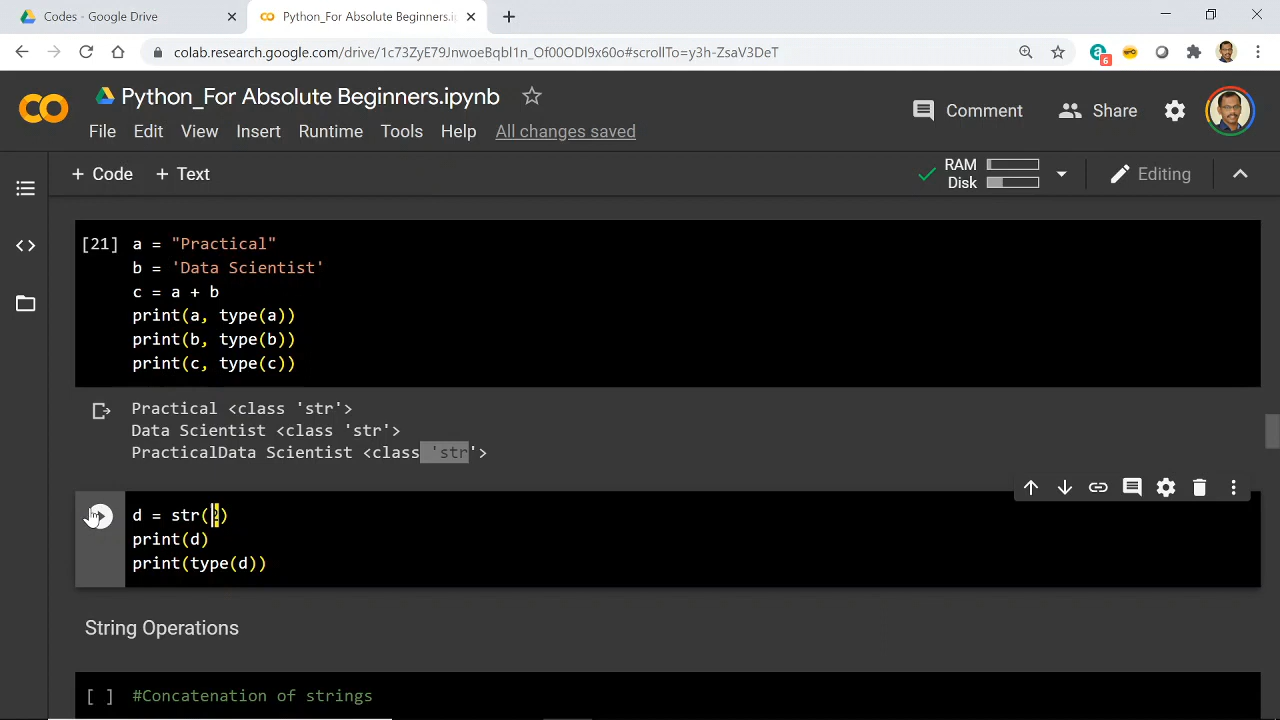 Codes - Google Drive
Python_For Absolute Beginners.ip
colab.research.google.com/drive/1c73ZyE79JnwoeBqbl1n_Of00ODl9x60o#scrollTo=y3h-ZsaV3DeT
6
Python_For Absolute Beginners.ipynb
Comment
Share
File Edit View Insert Runtime Tools Help All changes saved
+ Code + Text
RAM
Disk
Editing
[21] a = "Practical"
b = 'Data Scientist'
c = a + b
print(a, type(a))
print(b, type(b))
print(c, type(c))
Practical <class 'str'>
Data Scientist <class 'str'>
PracticalData Scientist <class 'str'>
d = str()
print(d)
print(type(d))
String Operations
[ ] #Concatenation of strings